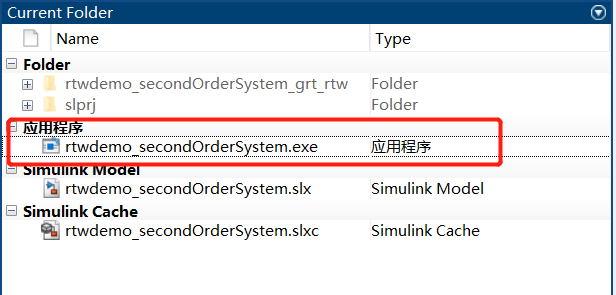 Current Folder
Name Type
Folder
rtwdemo_secondOrderSystem_grt_rtw Folder
slprj Folder
应用程序
rtwdemo_secondOrderSystem.exe 应用程序
Simulink Model
rtwdemo_secondOrderSystem.slx Simulink Model
Simulink Cache
rtwdemo_secondOrderSystem.slxc Simulink Cache